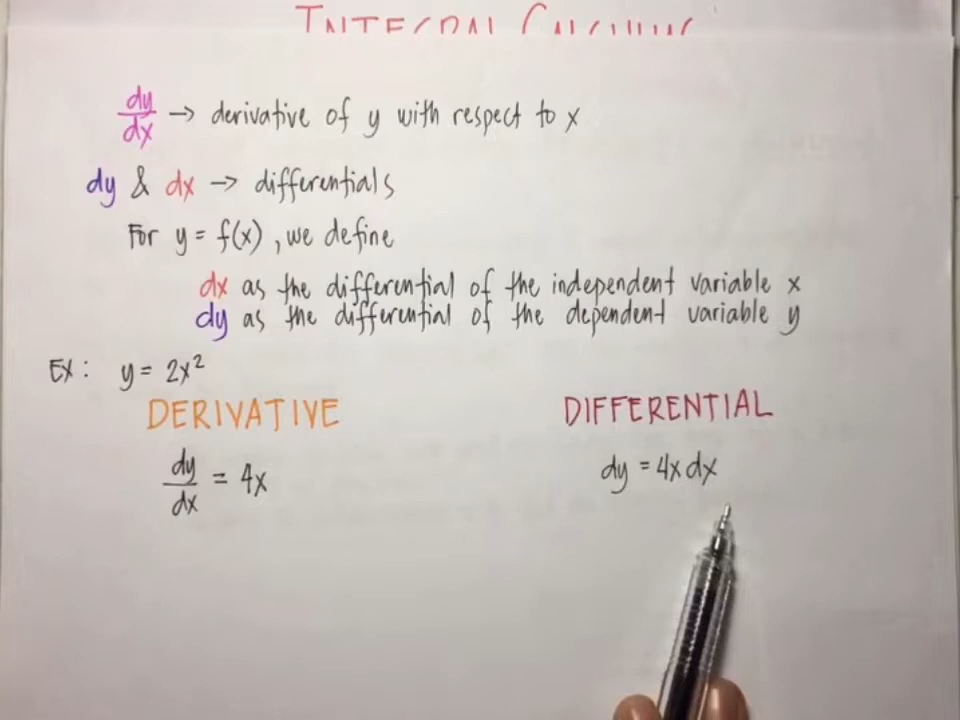 INTEGRAL CALCULUS
dy/dx → derivative of y with respect to x
dy & dx → differentials
For y = f(x), we define
dx as the differential of the independent variable x
dy as the differential of the dependent variable y
Ex: y = 2x²
DERIVATIVE
dy/dx = 4x
DIFFERENTIAL
dy = 4x dx